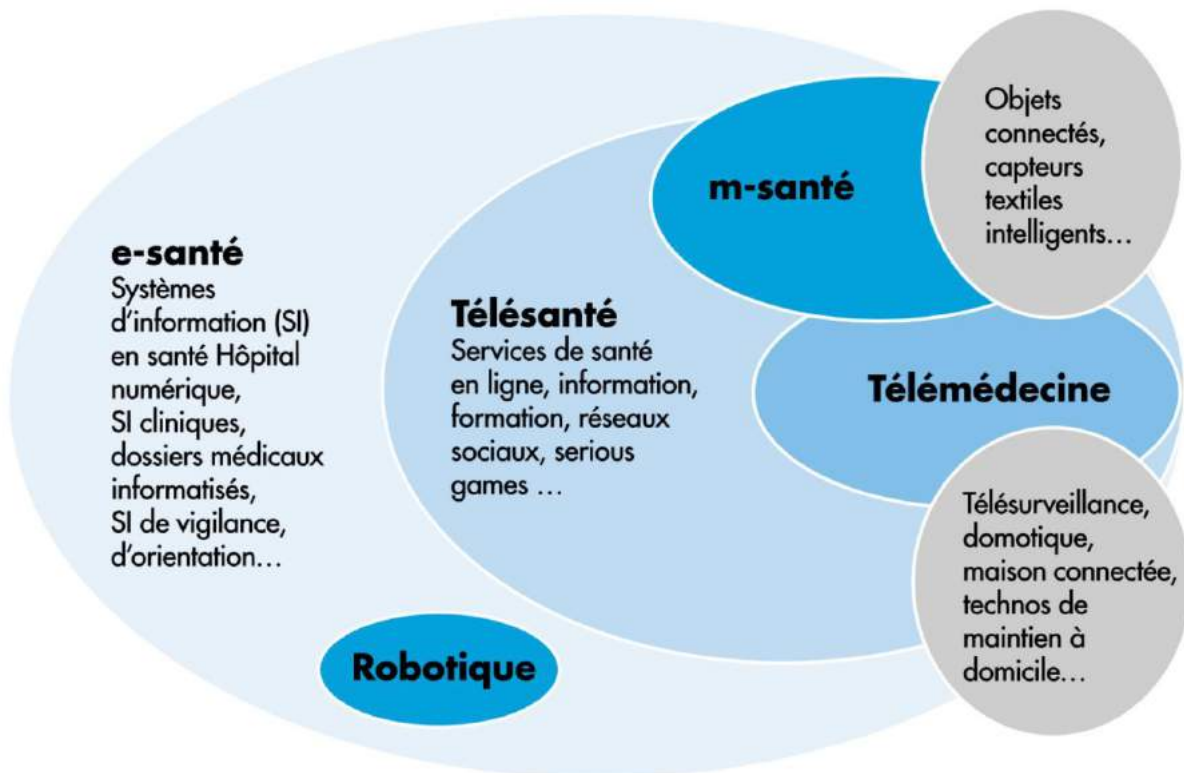 e-santé
Systèmes
d'information (SI)
en santé Hôpital
numérique,
SI cliniques,
dossiers médicaux
informatisés,
SI de vigilance,
d'orientation…
Télésanté
Services de santé
en ligne, information,
formation, réseaux
sociaux, serious
games …
m-santé
Objets
connectés,
capteurs
textiles
intelligents…
Télémédecine
Télésurveillance,
domotique,
maison connectée,
technos de
maintien à
domicile…
Robotique